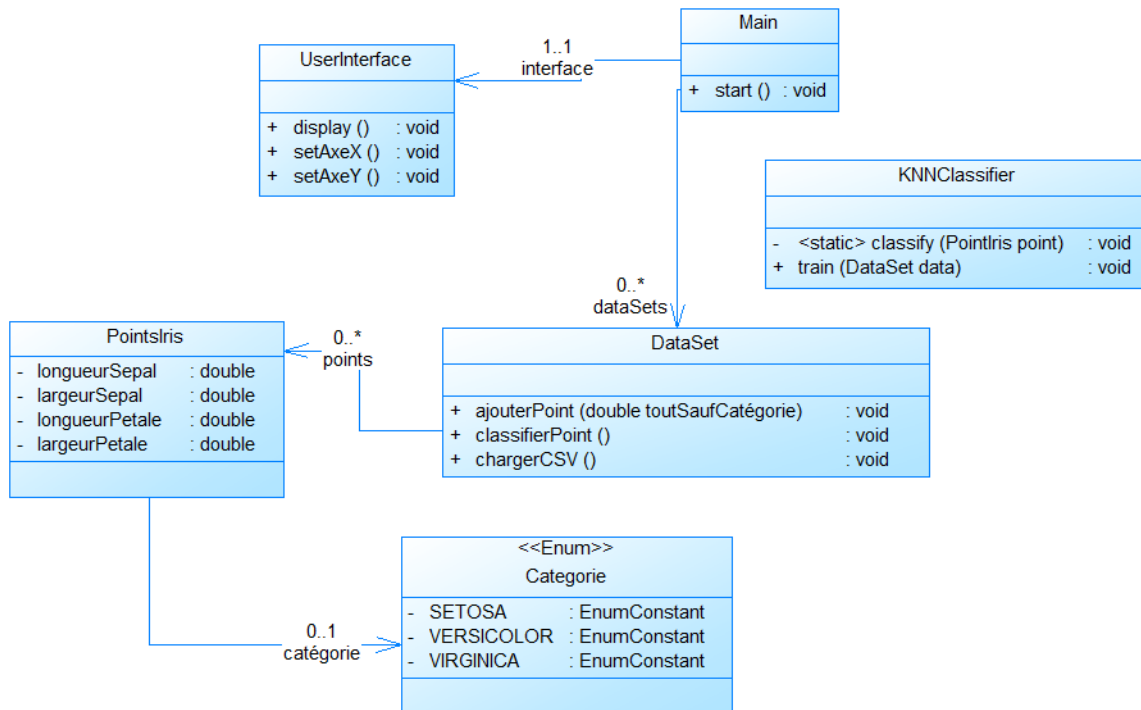 Main
+ start () : void
1..1
interface
UserInterface
+ display () : void
+ setAxeX () : void
+ setAxeY () : void
KNNClassifier
- <static> classify (PointIris point) : void
+ train (DataSet data) : void
0..*
dataSets
DataSet
+ ajouterPoint (double toutSaufCatégorie) : void
+ classifierPoint () : void
+ chargerCSV () : void
0..*
points
PointsIris
- longueurSepal : double
- largeurSepal : double
- longueurPetale : double
- largeurPetale : double
0..1
catégorie
<<Enum>>
Categorie
- SETOSA : EnumConstant
- VERSICOLOR : EnumConstant
- VIRGINICA : EnumConstant